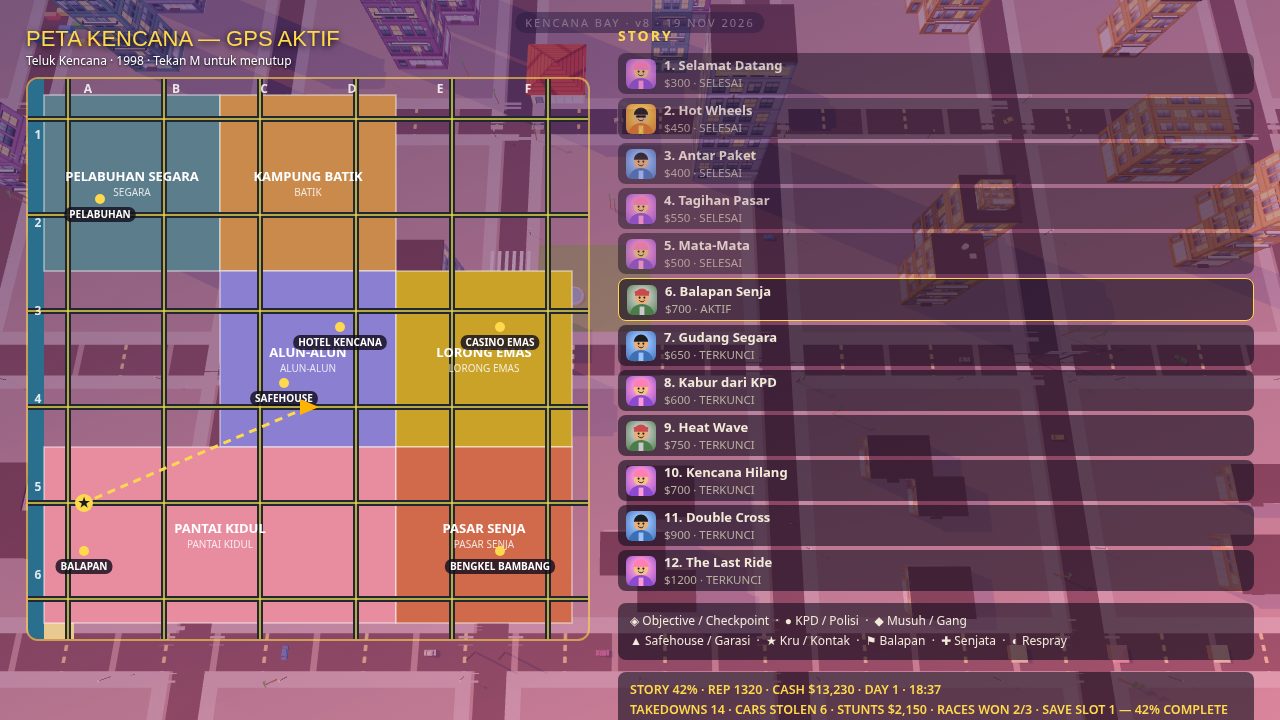 KENCANA BAY · v8 · 19 NOV 2026
PETA KENCANA — GPS AKTIF
Teluk Kencana · 1998 · Tekan M untuk menutup
A B C D E F
1
PELABUHAN SEGARA
SEGARA
PELABUHAN
KAMPUNG BATIK
BATIK
2
3
HOTEL KENCANA
ALUN-ALUN
ALUN-ALUN
SAFEHOUSE
CASINO EMAS
LORONG EMAS
LORONG EMAS
4
5
★
PANTAI KIDUL
PANTAI KIDUL
BALAPAN
PASAR SENJA
PASAR SENJA
BENGKEL BAMBANG
6
STORY
1. Selamat Datang
$300 · SELESAI
2. Hot Wheels
$450 · SELESAI
3. Antar Paket
$400 · SELESAI
4. Tagihan Pasar
$550 · SELESAI
5. Mata-Mata
$500 · SELESAI
6. Balapan Senja
$700 · AKTIF
7. Gudang Segara
$650 · TERKUNCI
8. Kabur dari KPD
$600 · TERKUNCI
9. Heat Wave
$750 · TERKUNCI
10. Kencana Hilang
$700 · TERKUNCI
11. Double Cross
$900 · TERKUNCI
12. The Last Ride
$1200 · TERKUNCI
◈ Objective / Checkpoint · ● KPD / Polisi · ◆ Musuh / Gang
▲ Safehouse / Garasi · ★ Kru / Kontak · ⚑ Balapan · ✚ Senjata · ◖ Respray
STORY 42% · REP 1320 · CASH $13,230 · DAY 1 · 18:37
TAKEDOWNS 14 · CARS STOLEN 6 · STUNTS $2,150 · RACES WON 2/3 · SAVE SLOT 1 — 42% COMPLETE